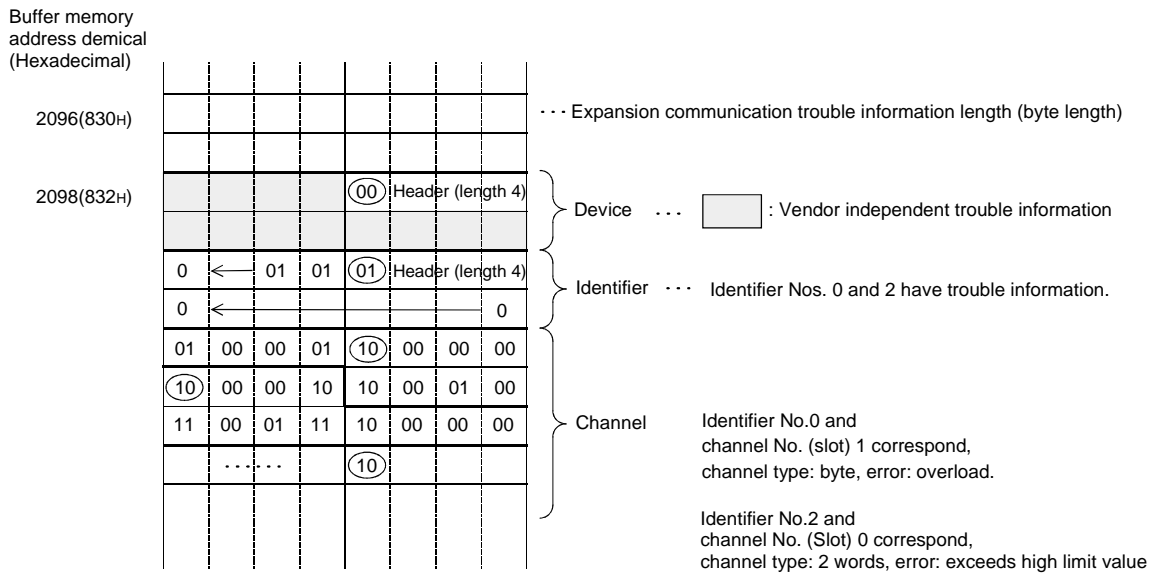 Buffer memory
address demical
(Hexadecimal)
2096(830H)
··· Expansion communication trouble information length (byte length)
2098(832H)
00 Header (length 4)
Device ··· : Vendor independent trouble information
0 01 01 01 Header (length 4)
Identifier ··· Identifier Nos. 0 and 2 have trouble information.
0 0
01 00 00 01 10 00 00 00
10 00 00 10 10 00 01 00
11 00 01 11 10 00 00 00
······ 10
Channel
Identifier No.0 and
channel No. (slot) 1 correspond,
channel type: byte, error: overload.
Identifier No.2 and
channel No. (Slot) 0 correspond,
channel type: 2 words, error: exceeds high limit value